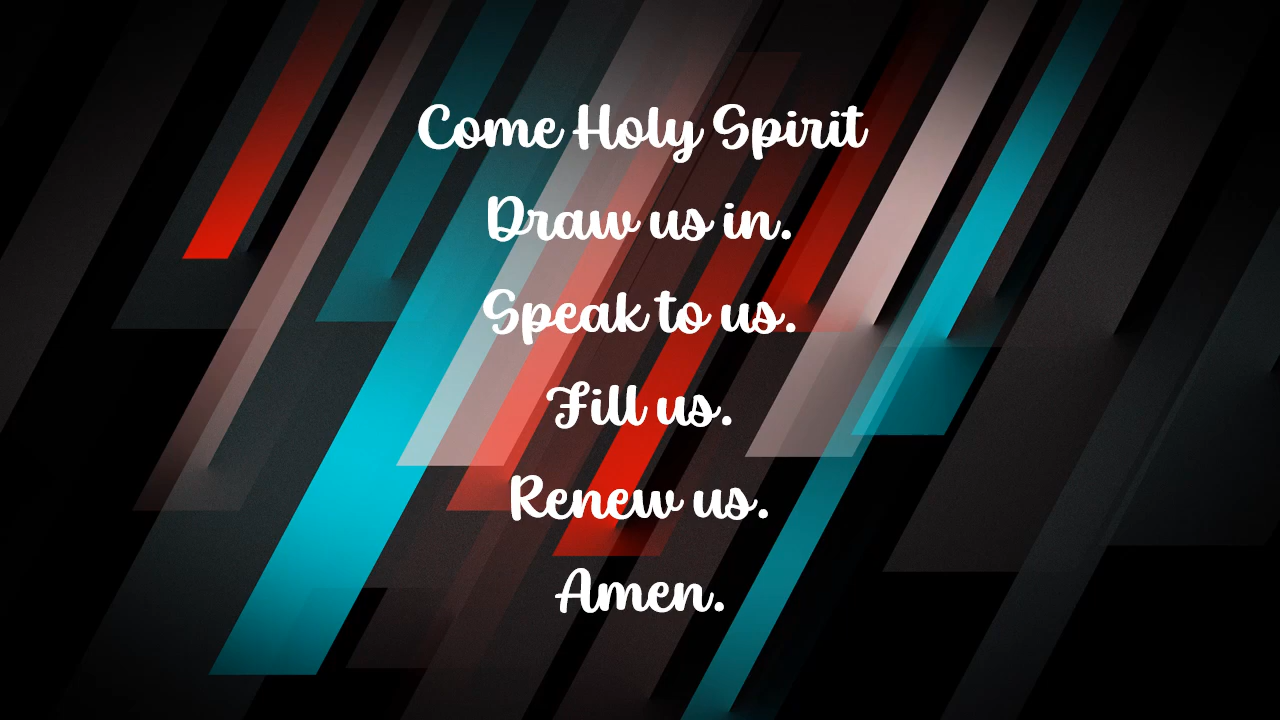 Come Holy Spirit
Draw us in.
Speak to us.
Fill us.
Renew us.
Amen.